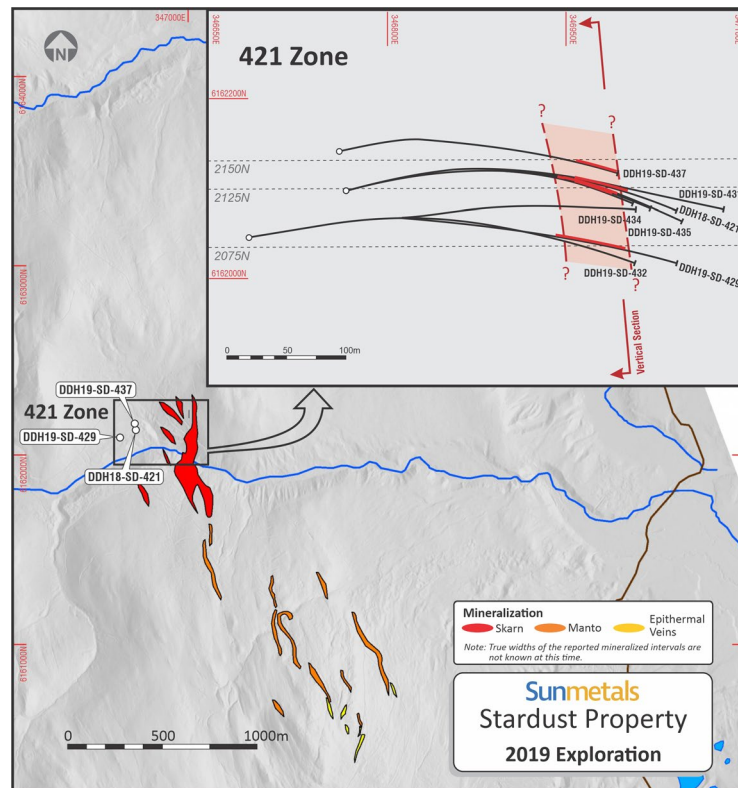 347000E
6164000N
6163000N
6162000N
6161000N
N
421 Zone
346800E
346950E
6162200N
6162000N
2150N
2125N
2075N
?
?
?
?
DDH19-SD-437
DDH18-SD-421
DDH19-SD-434
DDH19-SD-435
DDH19-SD-432
DDH19-SD-429
Vertical Section
0 50 100m
DDH19-SD-437
421 Zone
DDH19-SD-429
DDH18-SD-421
Mineralization
Skarn
Manto
Epithermal
Veins
Note: True widths of the reported mineralized intervals are
not known at this time.
Sunmetals
Stardust Property
2019 Exploration
0 500 1000m